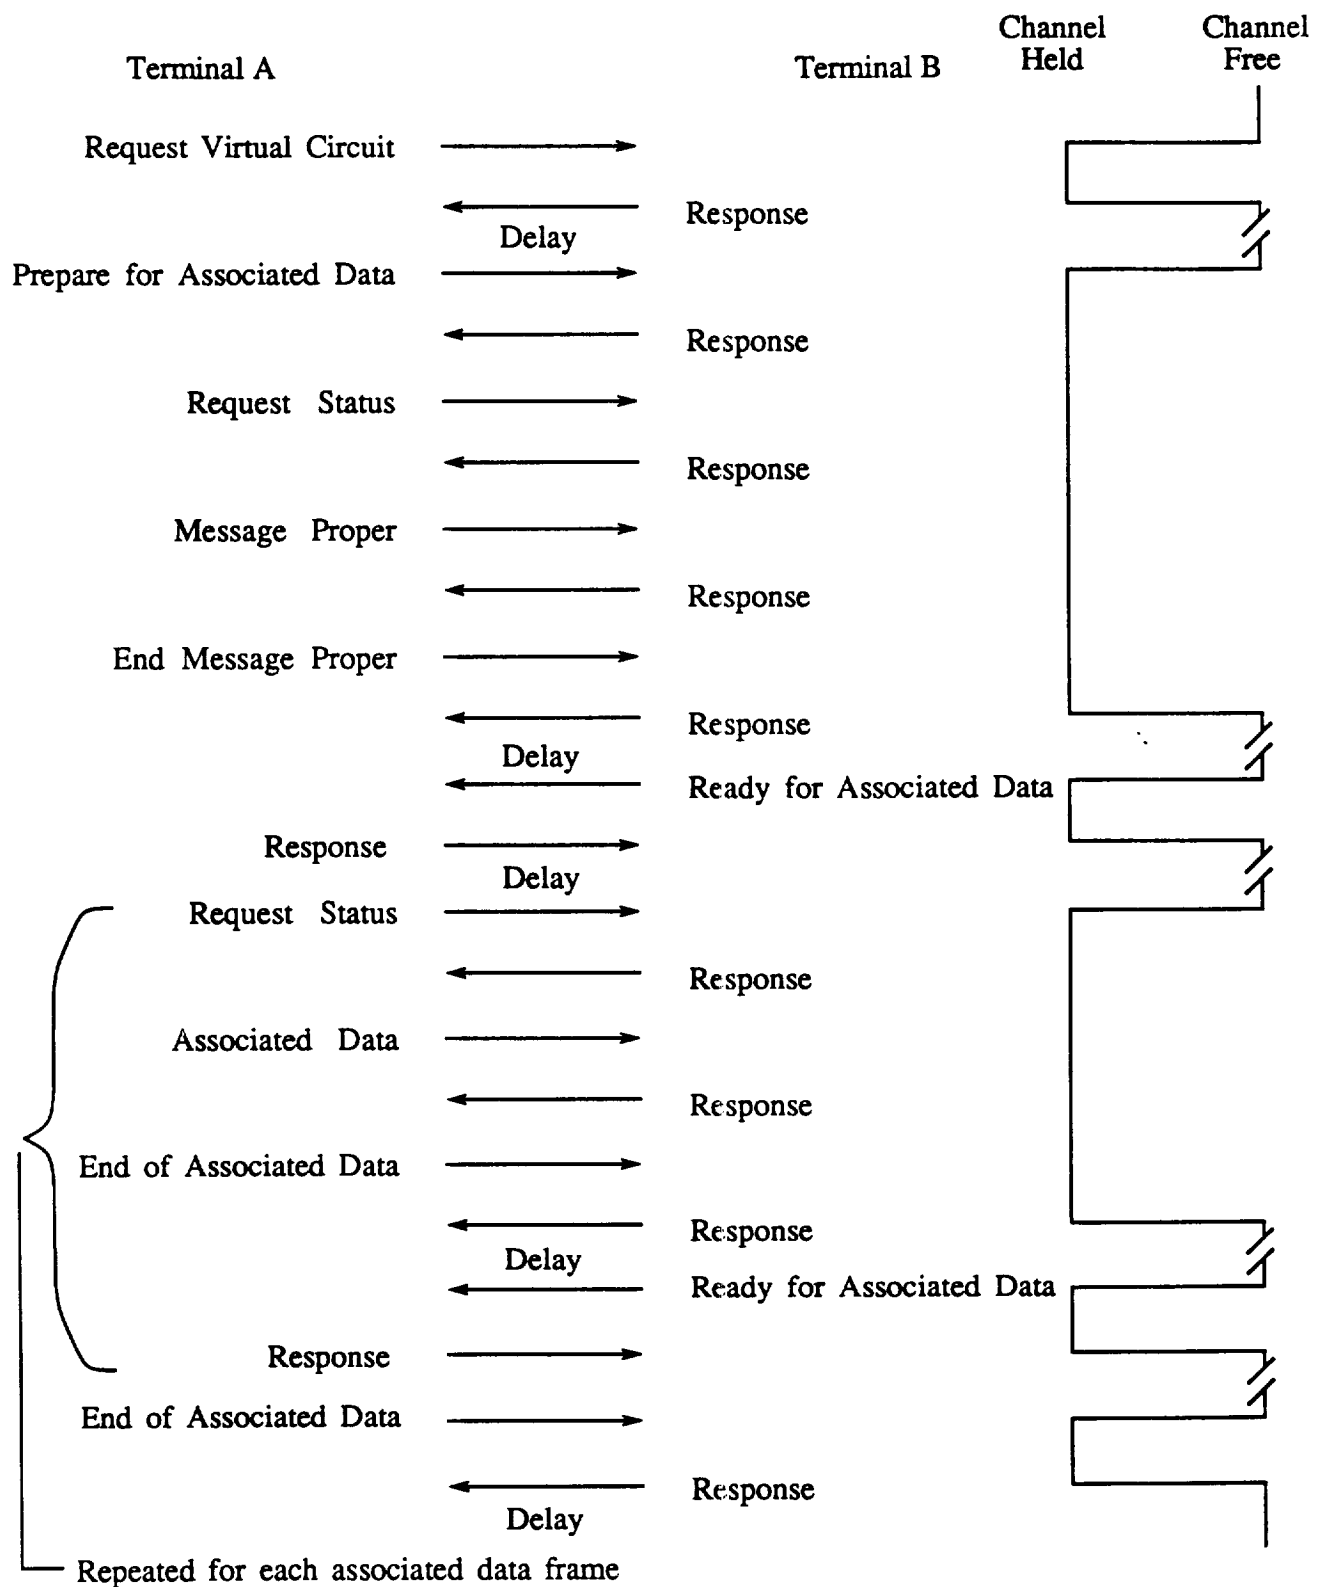 Terminal A
Terminal B
Channel
Held
Channel
Free
Request Virtual Circuit
Response
Delay
Prepare for Associated Data
Response
Request Status
Response
Message Proper
Response
End Message Proper
Response
Delay
Ready for Associated Data
Response
Delay
Request Status
Response
Associated Data
Response
End of Associated Data
Response
Delay
Ready for Associated Data
Response
End of Associated Data
Response
Delay
Repeated for each associated data frame